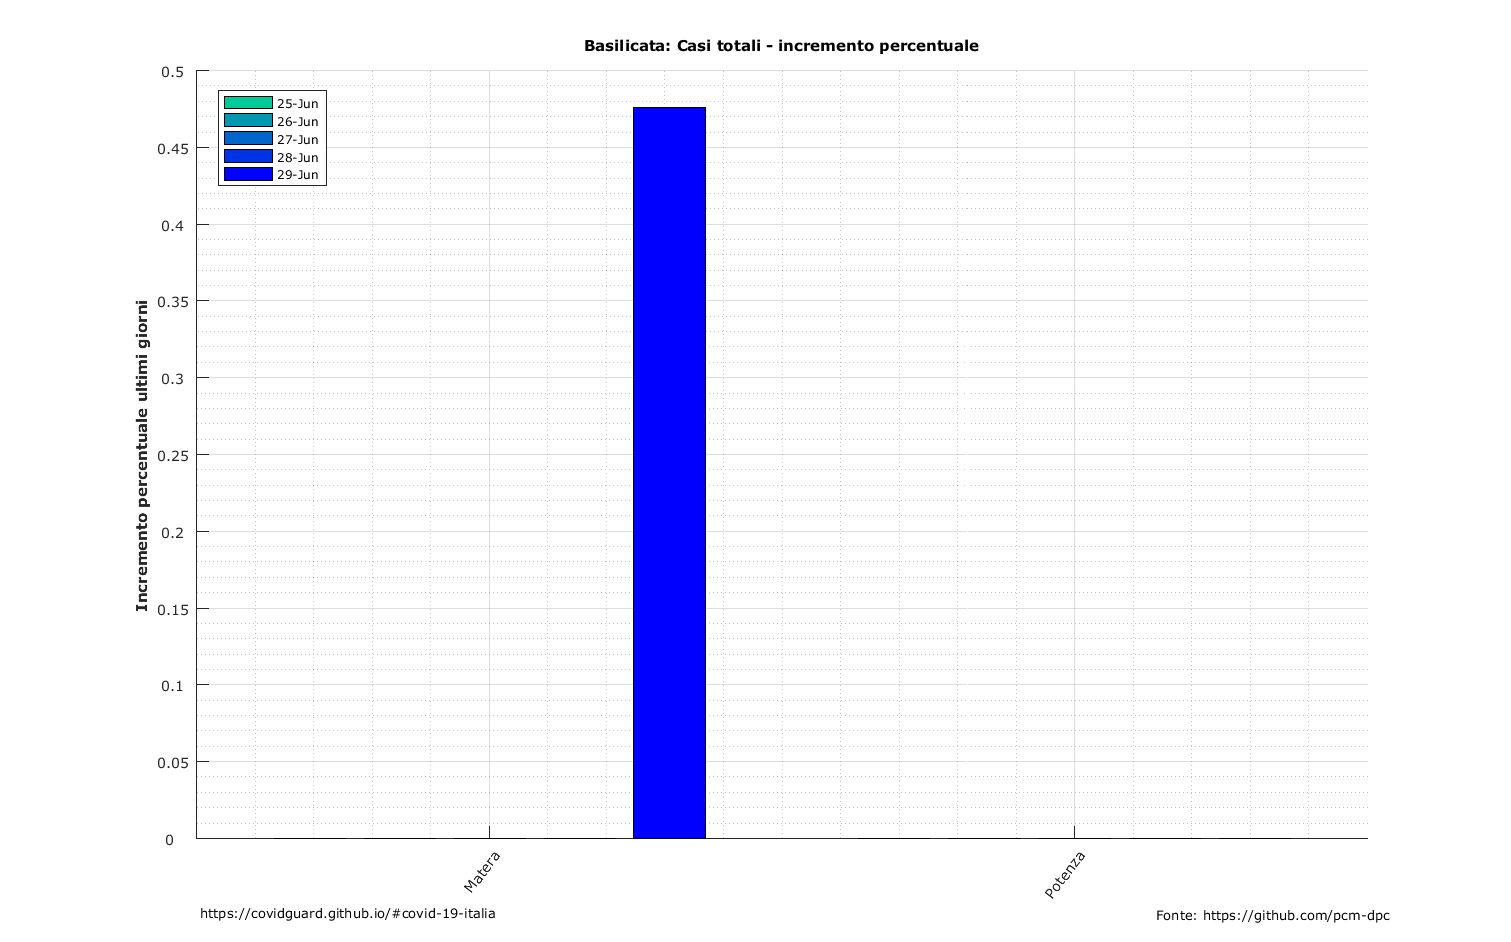 Basilicata: Casi totali - incremento percentuale
0.5
0.45
0.4
0.35
0.3
0.25
0.2
0.15
0.1
0.05
0
Incremento percentuale ultimi giorni
25-Jun
26-Jun
27-Jun
28-Jun
29-Jun
Matera
Potenza
https://covidguard.github.io/#covid-19-italia
Fonte: https://github.com/pcm-dpc